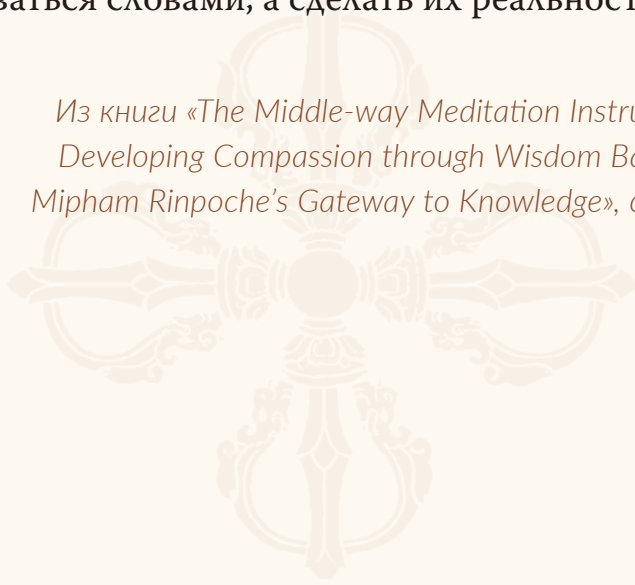 ваться словами, а сделать их реальност
Из книги «The Middle-way Meditation Instru
Developing Compassion through Wisdom Ba
Mipham Rinpoche’s Gateway to Knowledge», с